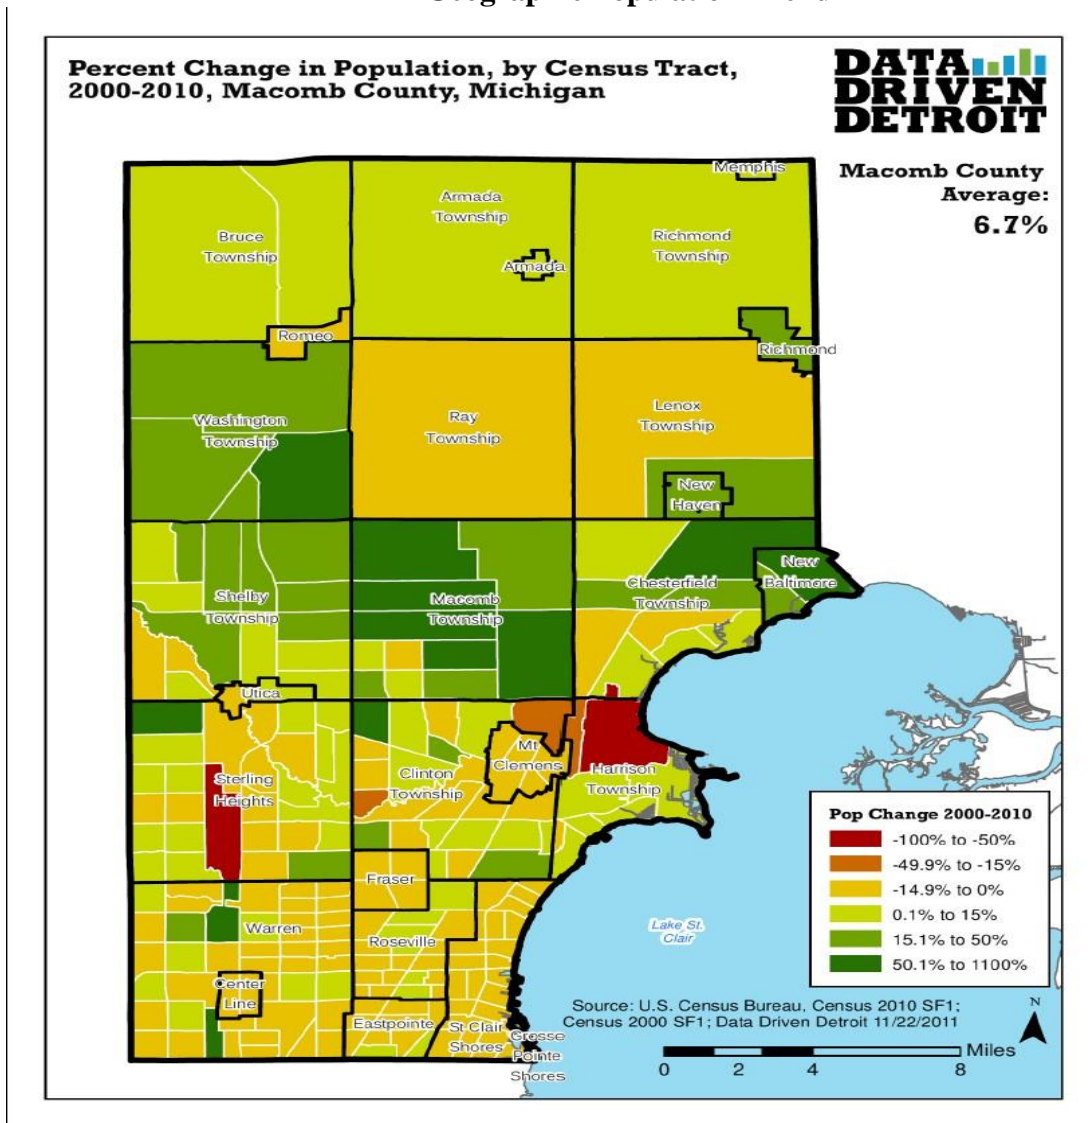 Percent Change in Population, by Census Tract,
2000-2010, Macomb County, Michigan
DATA
DRIVEN
DETROIT
Macomb County
Average:
6.7%
Memphis
Armada
Township
Bruce
Township
Richmond
Township
Armada
Romeo
Richmond
Lenox
Township
Ray
Township
Washington
Township
New
Haven
New
Baltimore
Chesterfield
Township
Shelby
Township
Macomb
Township
Utica
Mt
Clemens
Harrison
Township
Clinton
Township
Sterling
Heights
Pop Change 2000-2010
-100% to -50%
-49.9% to -15%
-14.9% to 0%
0.1% to 15%
15.1% to 50%
50.1% to 1100%
Fraser
Warren
Roseville
Lake St.
Clair
Center
Line
Eastpointe
St Clair
Shores
Grosse
Pointe
Shores
Source: U.S. Census Bureau, Census 2010 SF1;
Census 2000 SF1; Data Driven Detroit 11/22/2011
N
Miles
0 2 4 8